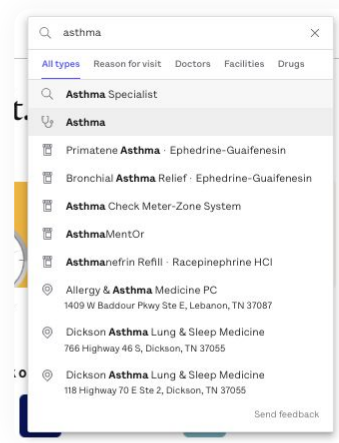 asthma
All types Reason for visit Doctors Facilities Drugs
Asthma Specialist
t.
Asthma
Primatene Asthma · Ephedrine-Guaifenesin
Bronchial Asthma Relief · Ephedrine-Guaifenesin
Asthma Check Meter-Zone System
AsthmaMentOr
Asthmanefrin Refill · Racepinephrine HCl
Allergy & Asthma Medicine PC
1409 W Baddour Pkwy Ste E, Lebanon, TN 37087
Dickson Asthma Lung & Sleep Medicine
766 Highway 46 S, Dickson, TN 37055
Dickson Asthma Lung & Sleep Medicine
118 Highway 70 E Ste 2, Dickson, TN 37055
Send feedback